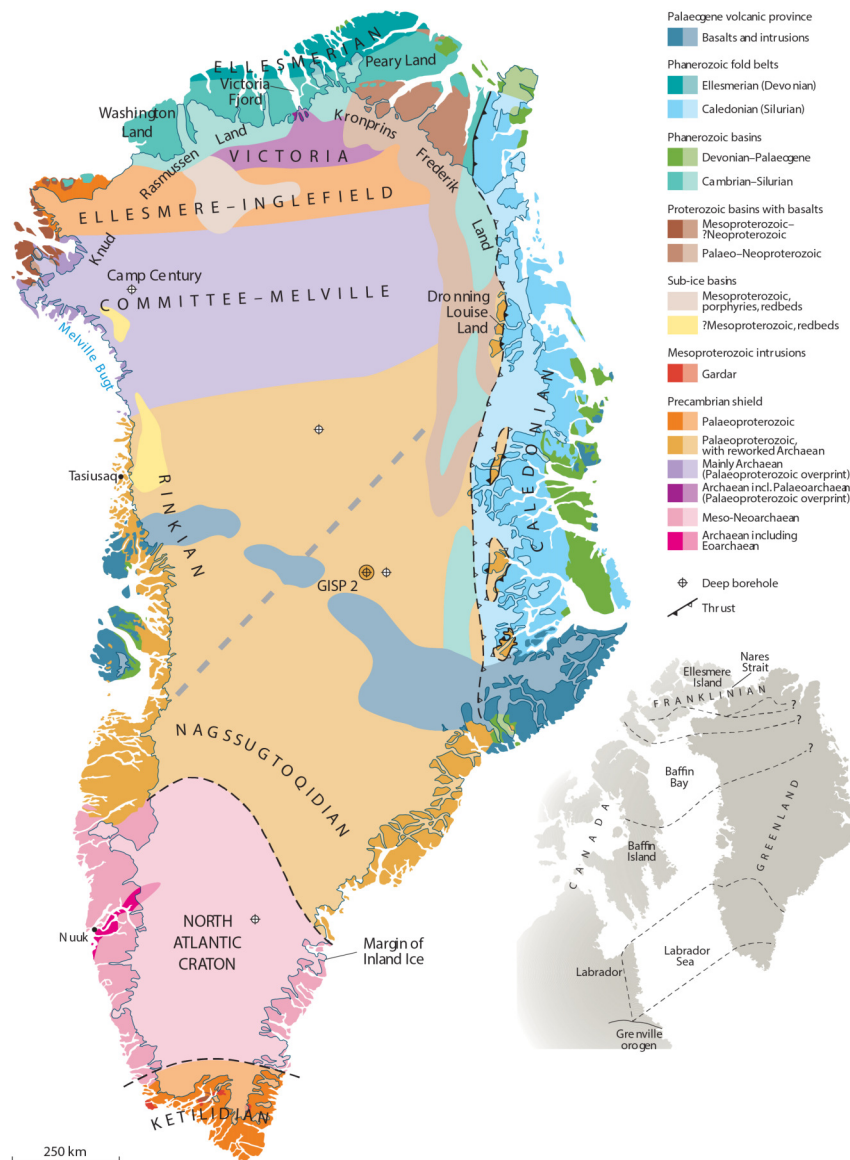 Palaeogene volcanic province
Basalts and intrusions
Phanerozoic fold belts
Ellesmerian (Devonian)
Caledonian (Silurian)
Phanerozoic basins
Devonian–Palaeogene
Cambrian–Silurian
Proterozoic basins with basalts
Mesoproterozoic–
?Neoproterozoic
Palaeo–Neoproterozoic
Sub-ice basins
Mesoproterozoic,
porphyries, redbeds
?Mesoproterozoic, redbeds
Mesoproterozoic intrusions
Gardar
Precambrian shield
Palaeoproterozoic
Palaeoproterozoic,
with reworked Archaean
Mainly Archaean
(Palaeoproterozoic overprint)
Archaean incl. Palaeoarchaean
(Palaeoproterozoic overprint)
Meso-Neoarchaean
Archaean including
Eoarchaean
Deep borehole
Thrust
ELLESMERIAN
Peary Land
Victoria
Fjord
Washington
Land
Knud
Rasmussen
Land
Kronprins
Frederik
Land
VICTORIA
ELLESMERE–INGLEFIELD
Camp Century
COMMITTEE–MELVILLE
Melville Bugt
Dronning
Louise
Land
Tasiusaq
RINKIAN
CALEDONIAN
GISP 2
NAGSSUGTOQIDIAN
Nuuk
NORTH
ATLANTIC
CRATON
Margin of
Inland Ice
KETILIDIAN
250 km
Nares
Strait
Ellesmere
Island
FRANKLINIAN
?
?
?
Baffin
Bay
GREENLAND
CANADA
Baffin
Island
Labrador
Sea
Labrador
Grenville
orogen